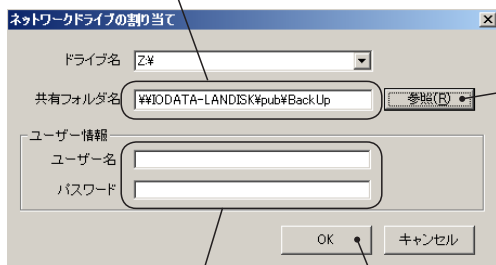 ネットワークドライブの割り当て
ドライブ名 Z:¥
共有フォルダ名 ¥¥IODATA-LANDISK¥pub¥BackUp 参照(R)
ユーザー情報
ユーザー名
パスワード
OK キャンセル